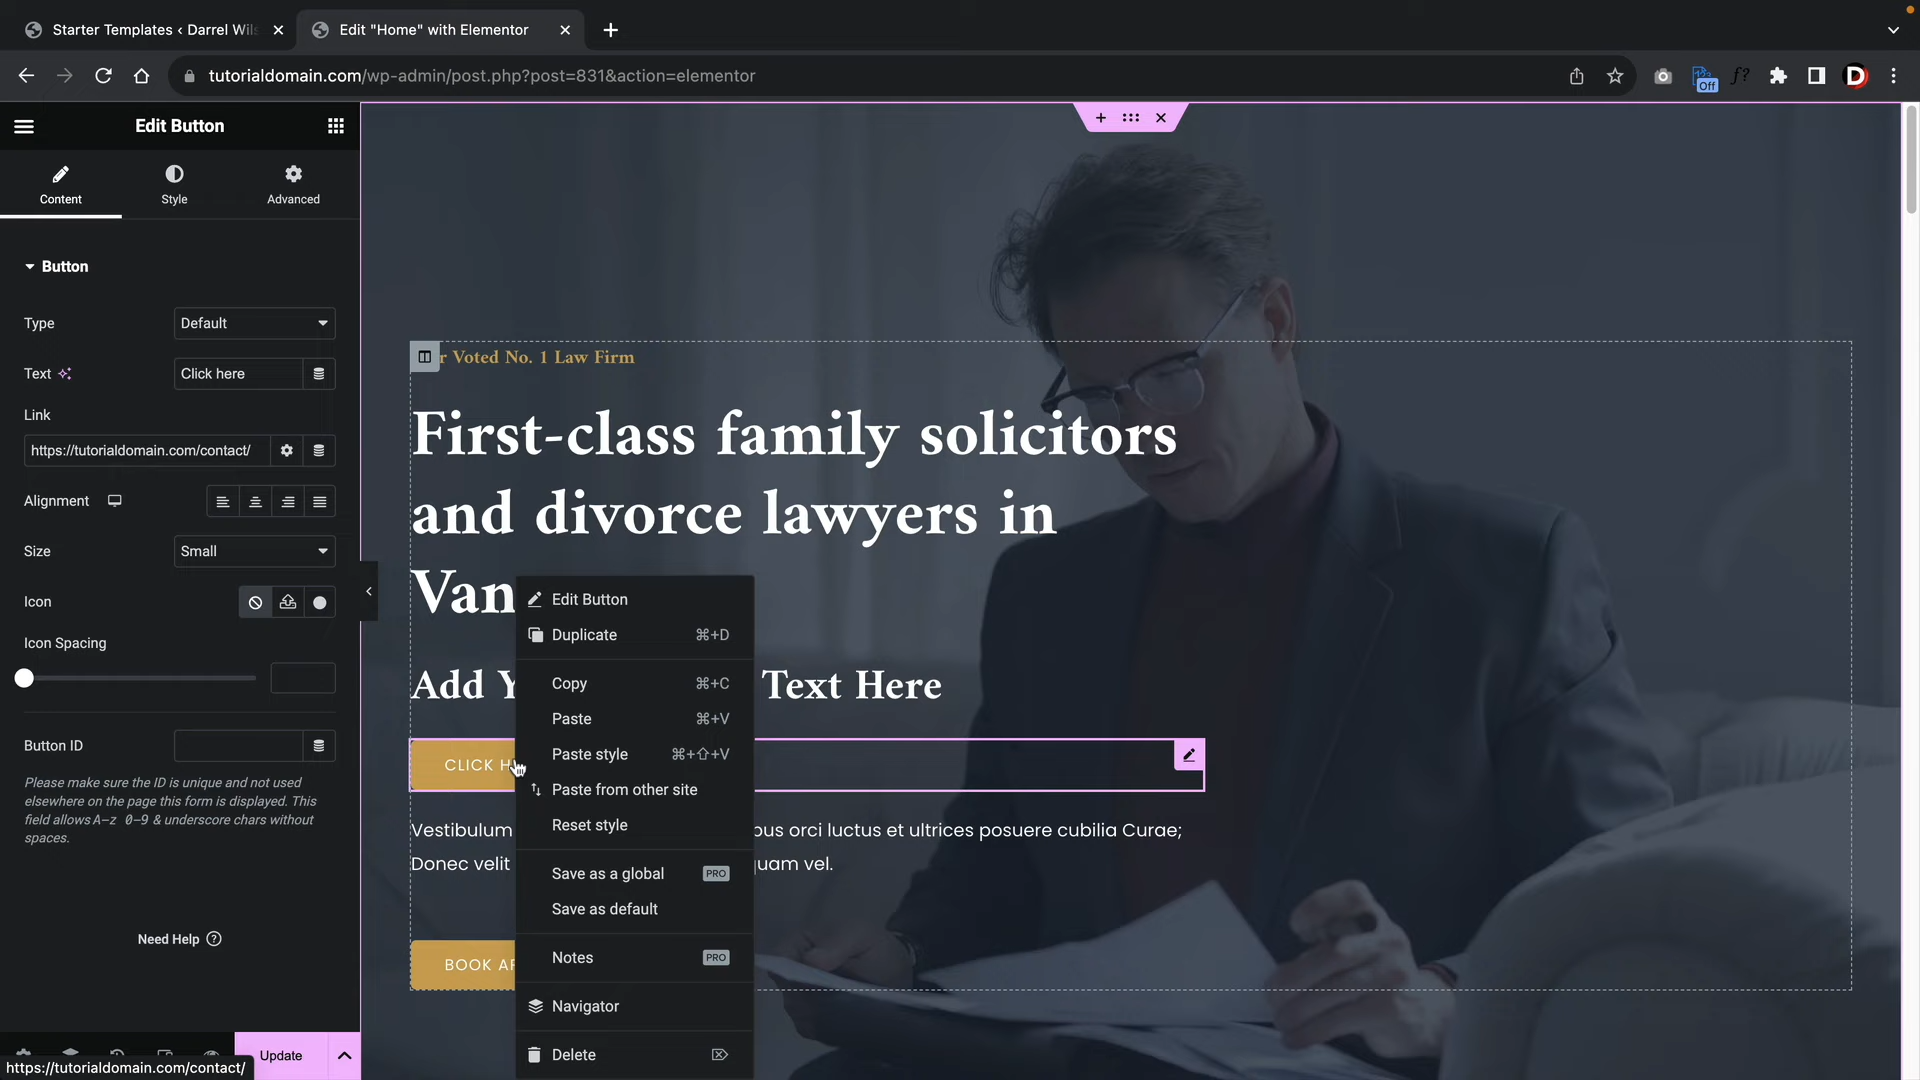 Starter Templates ‹ Darrel Wils
Edit "Home" with Elementor
tutorialdomain.com/wp-admin/post.php?post=831&action=elementor
Off
f?
D
Edit Button
Content
Style
Advanced
Button
Type
Default
Text
Click here
Link
https://tutorialdomain.com/contact/
Alignment
Size
Small
Icon
Icon Spacing
Button ID
Please make sure the ID is unique and not used
elsewhere on the page this form is displayed. This
field allows A-z 0-9 & underscore chars without
spaces.
Need Help
Update
https://tutorialdomain.com/contact/
r Voted No. 1 Law Firm
First-class family solicitors
and divorce lawyers in
Van
Add Y
Text Here
CLICK H
Vestibulum
bus orci luctus et ultrices posuere cubilia Curae;
Donec velit
quam vel.
BOOK AP
Edit Button
Duplicate ⌘+D
Copy ⌘+C
Paste ⌘+V
Paste style ⌘+⇧+V
Paste from other site
Reset style
Save as a global PRO
Save as default
Notes PRO
Navigator
Delete ⌦